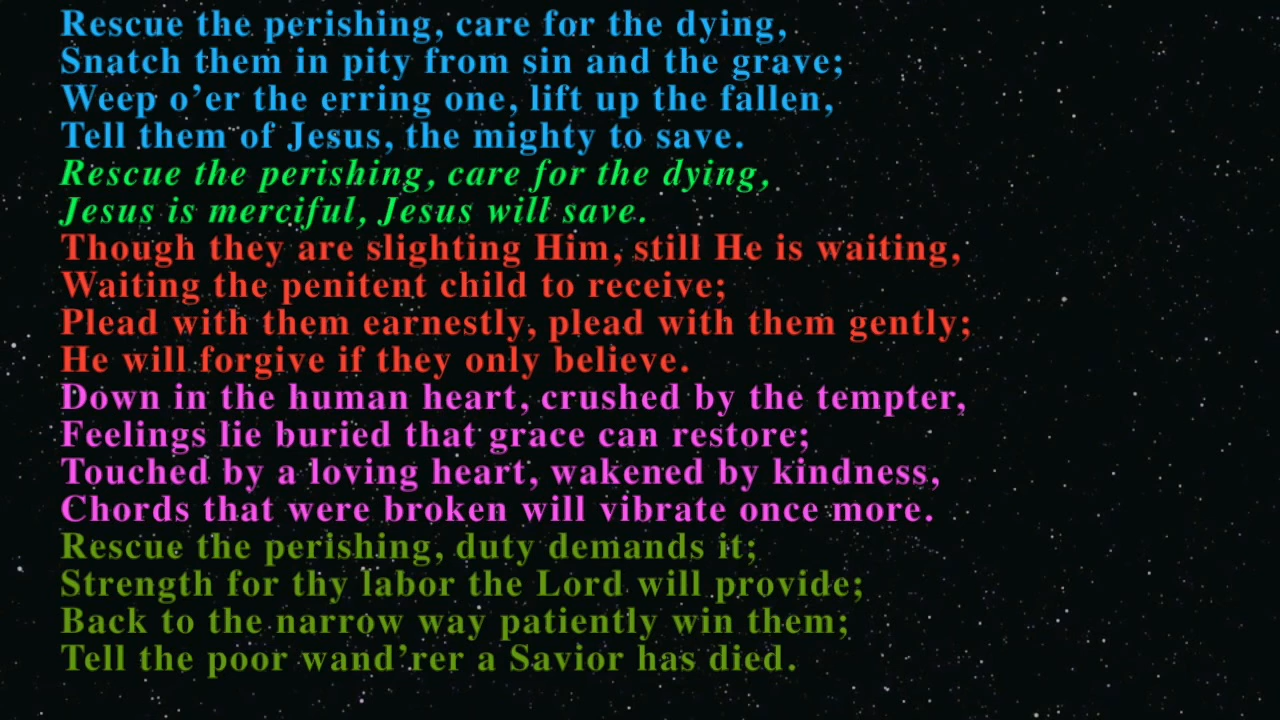 Rescue the perishing, care for the dying,
Snatch them in pity from sin and the grave;
Weep o’er the erring one, lift up the fallen,
Tell them of Jesus, the mighty to save.
Rescue the perishing, care for the dying,
Jesus is merciful, Jesus will save.
Though they are slighting Him, still He is waiting,
Waiting the penitent child to receive;
Plead with them earnestly, plead with them gently;
He will forgive if they only believe.
Down in the human heart, crushed by the tempter,
Feelings lie buried that grace can restore;
Touched by a loving heart, wakened by kindness,
Chords that were broken will vibrate once more.
Rescue the perishing, duty demands it;
Strength for thy labor the Lord will provide;
Back to the narrow way patiently win them;
Tell the poor wand’rer a Savior has died.